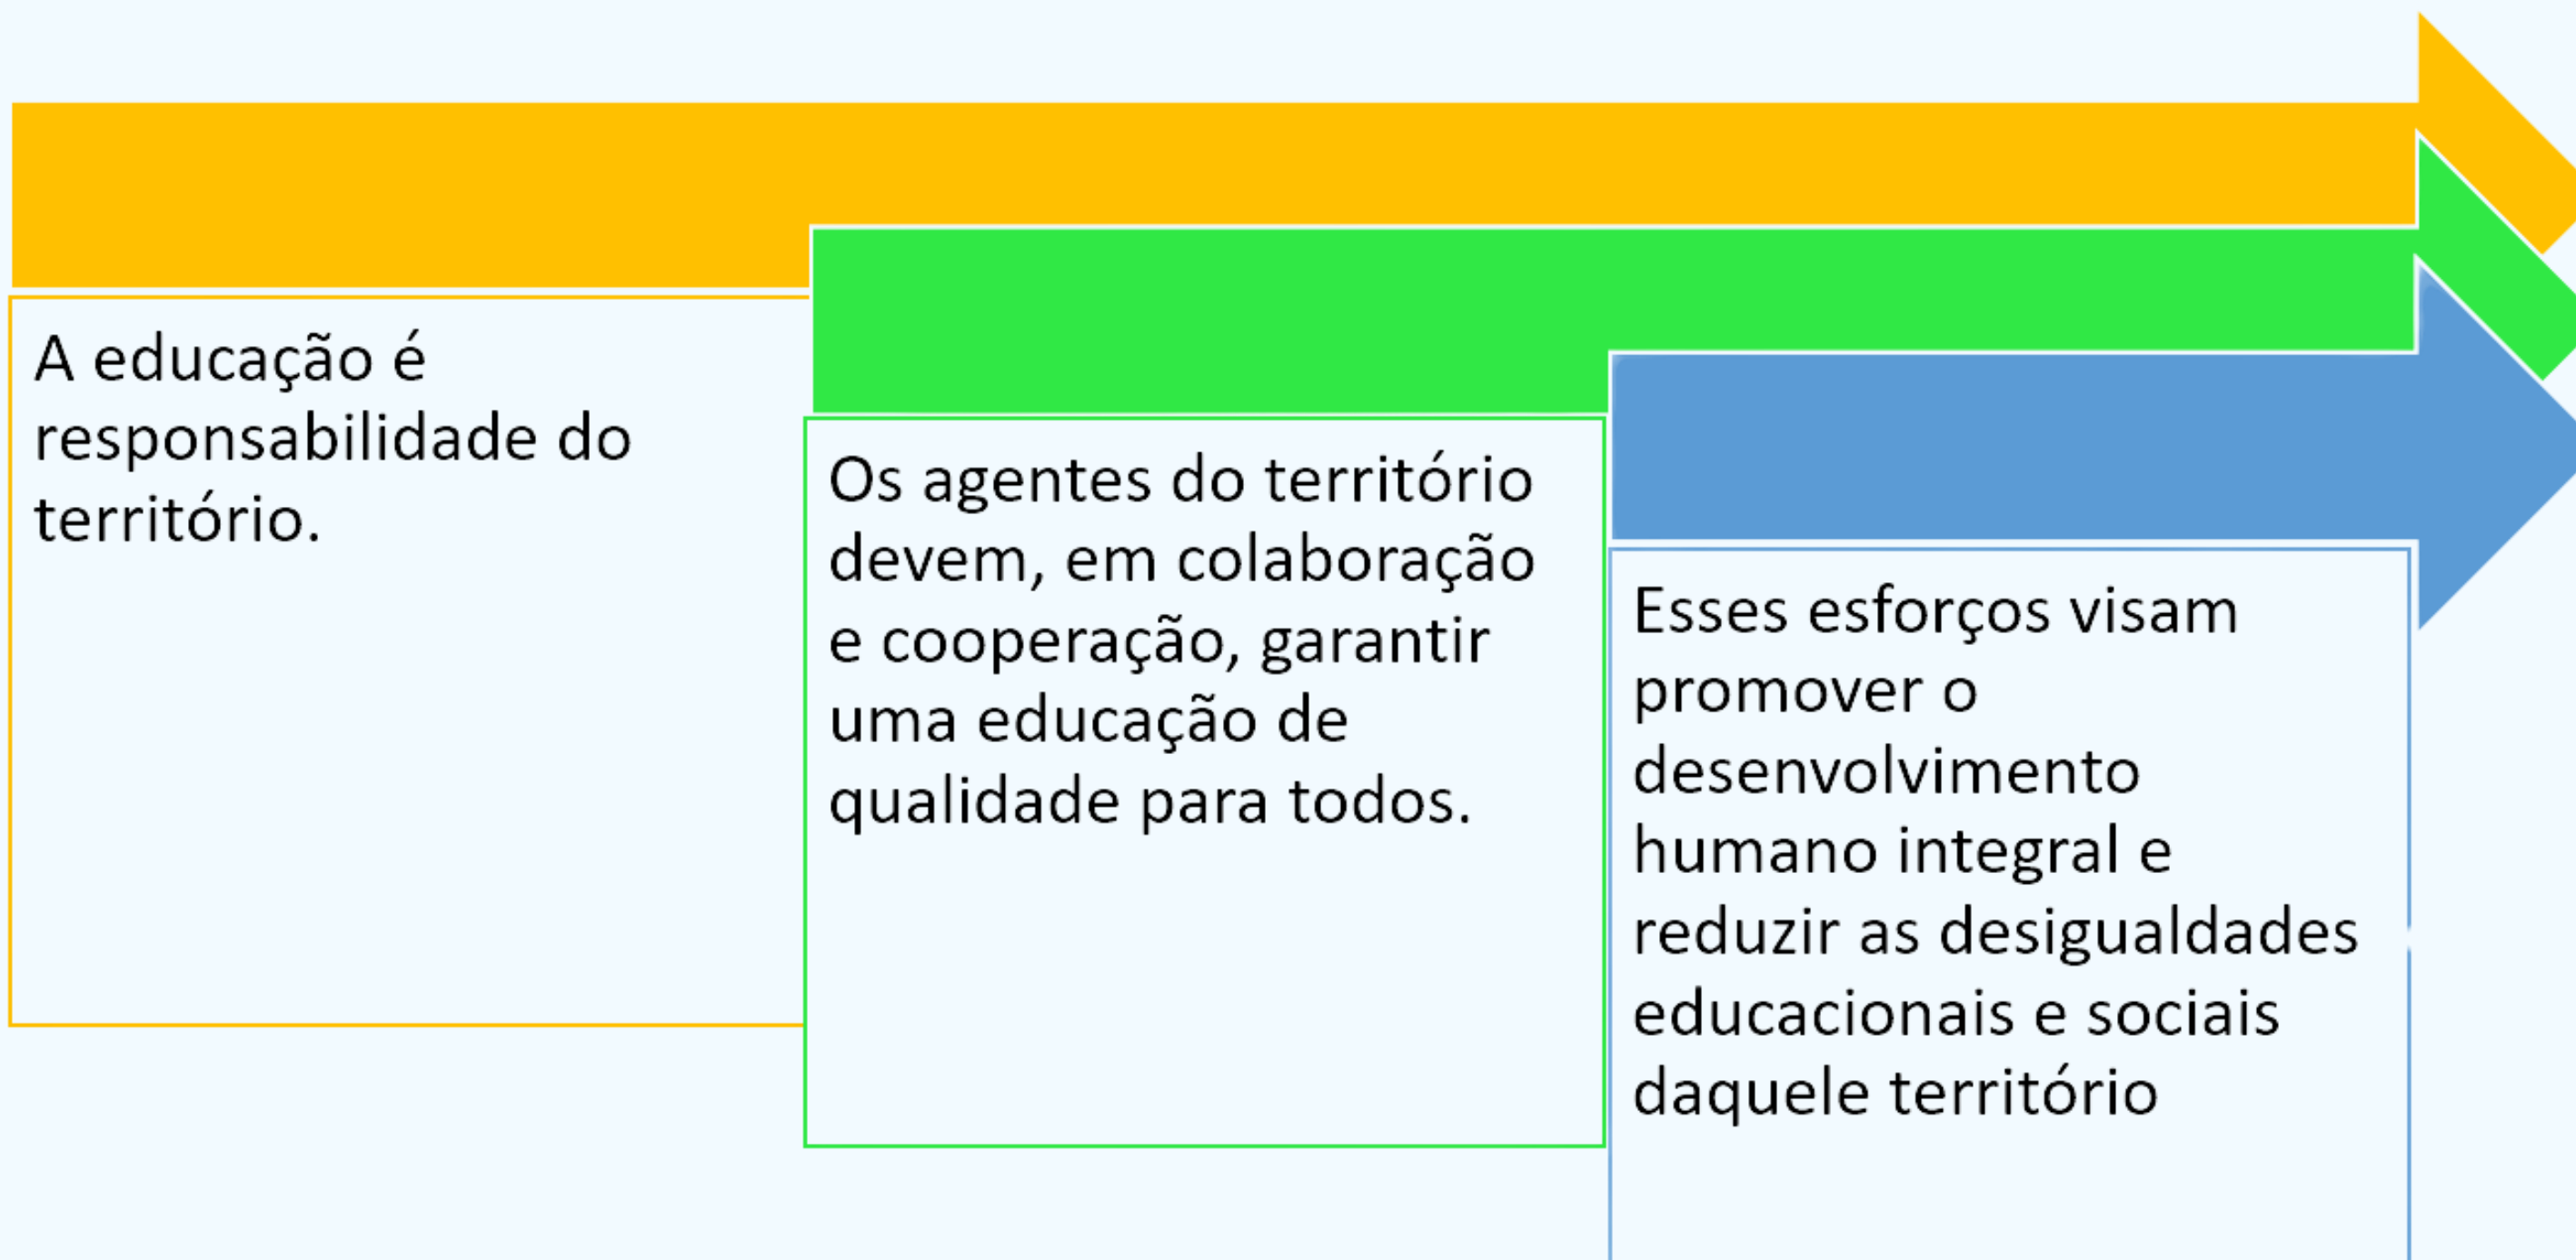 A educação é
responsabilidade do
território.
Os agentes do território
devem, em colaboração
e cooperação, garantir
uma educação de
qualidade para todos.
Esses esforços visam
promover o
desenvolvimento
humano integral e
reduzir as desigualdades
educacionais e sociais
daquele território